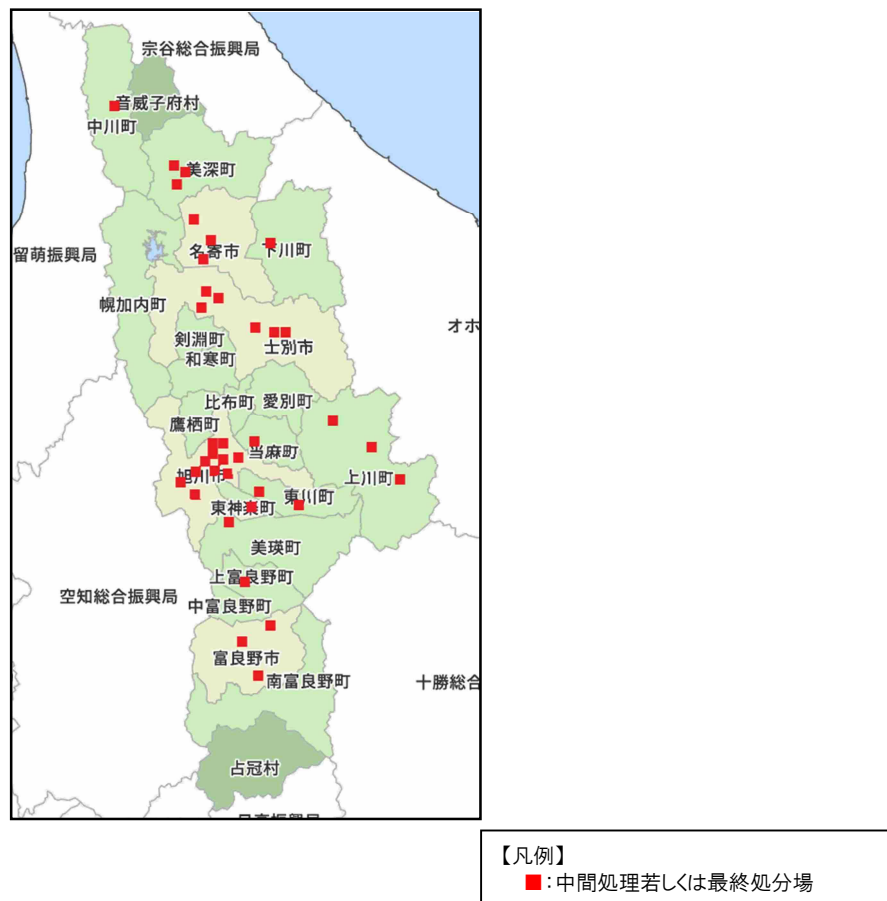 宗谷総合振興局
音威子府村
中川町
美深町
名寄市
下川町
留萌振興局
幌加内町
オホ
剣淵町
士別市
和寒町
比布町
愛別町
鷹栖町
当麻町
旭川市
上川町
東川町
東神楽町
美瑛町
上富良野町
空知総合振興局
中富良野町
富良野市
南富良野町
十勝総合
占冠村
日高振興局
【凡例】
■:中間処理若しくは最終処分場